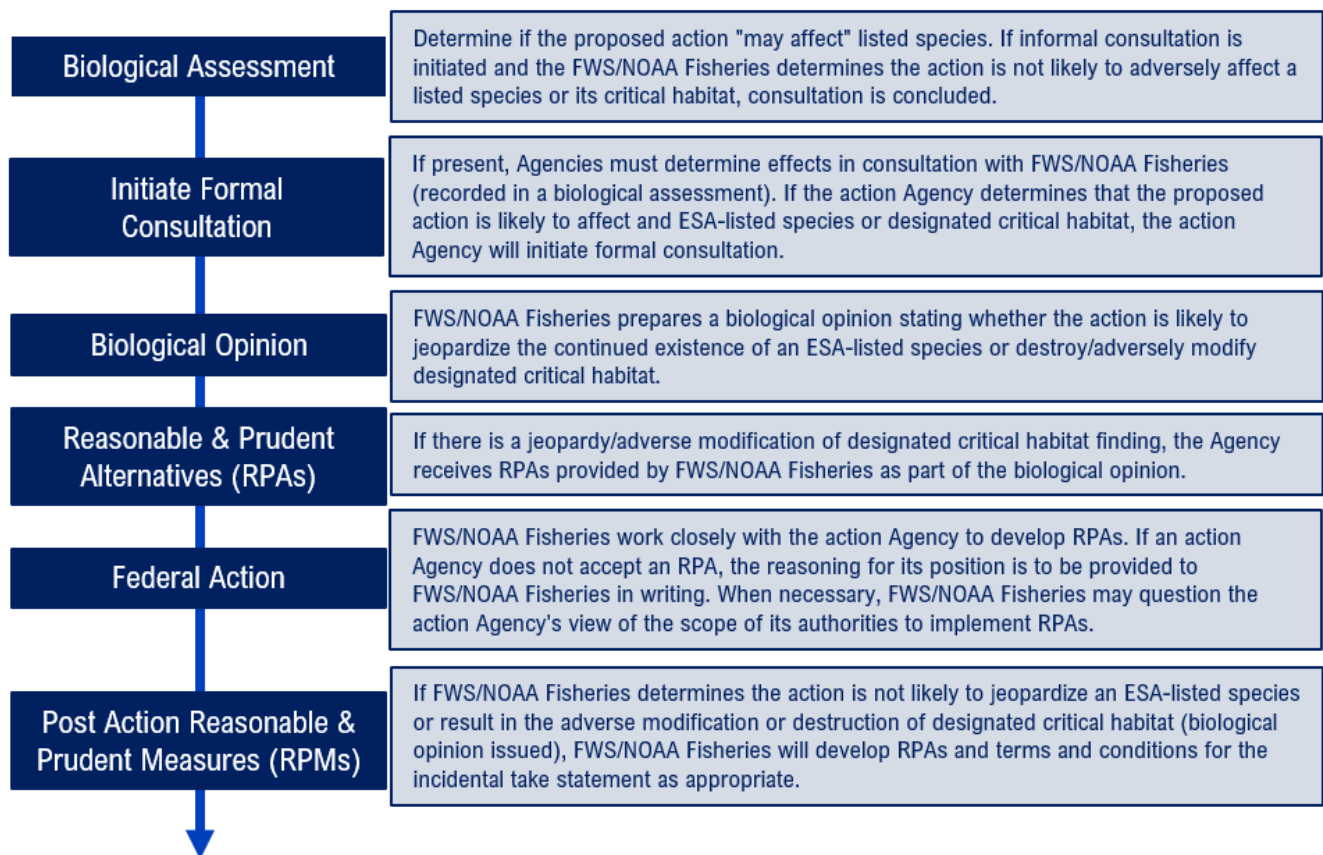 Biological Assessment
Determine if the proposed action "may affect" listed species. If informal consultation is
initiated and the FWS/NOAA Fisheries determines the action is not likely to adversely affect a
listed species or its critical habitat, consultation is concluded.
Initiate Formal
Consultation
If present, Agencies must determine effects in consultation with FWS/NOAA Fisheries
(recorded in a biological assessment). If the action Agency determines that the proposed
action is likely to affect and ESA-listed species or designated critical habitat, the action
Agency will initiate formal consultation.
Biological Opinion
FWS/NOAA Fisheries prepares a biological opinion stating whether the action is likely to
jeopardize the continued existence of an ESA-listed species or destroy/adversely modify
designated critical habitat.
Reasonable & Prudent
Alternatives (RPAs)
If there is a jeopardy/adverse modification of designated critical habitat finding, the Agency
receives RPAs provided by FWS/NOAA Fisheries as part of the biological opinion.
Federal Action
FWS/NOAA Fisheries work closely with the action Agency to develop RPAs. If an action
Agency does not accept an RPA, the reasoning for its position is to be provided to
FWS/NOAA Fisheries in writing. When necessary, FWS/NOAA Fisheries may question the
action Agency's view of the scope of its authorities to implement RPAs.
Post Action Reasonable &
Prudent Measures (RPMs)
If FWS/NOAA Fisheries determines the action is not likely to jeopardize an ESA-listed species
or result in the adverse modification or destruction of designated critical habitat (biological
opinion issued), FWS/NOAA Fisheries will develop RPAs and terms and conditions for the
incidental take statement as appropriate.